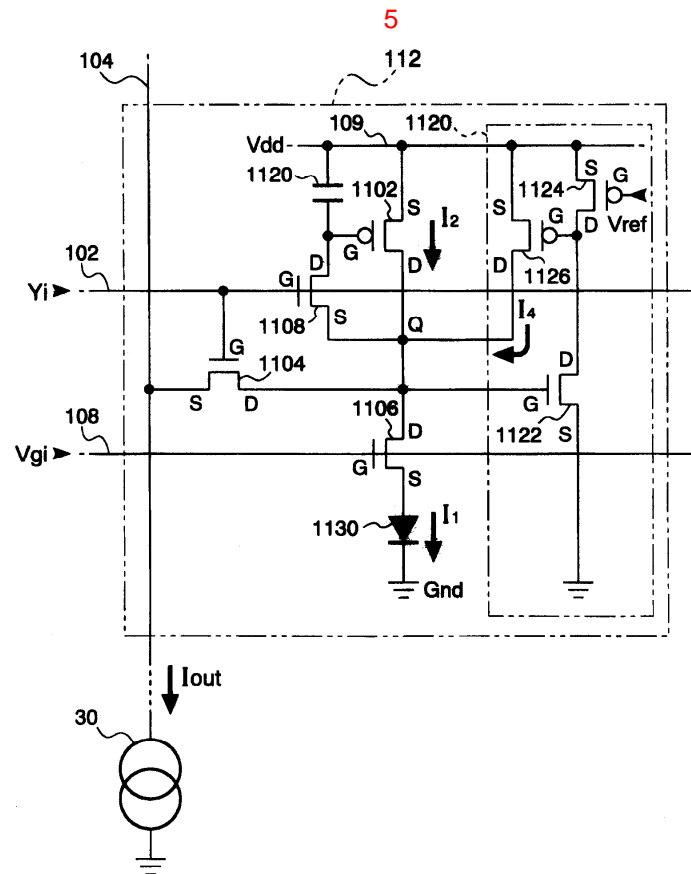 5
104
112
Vdd
109
1120
1120
1102
S
I2
G
D
S
G
D
1126
S
1124
G
D
Vref
102
Yi
G
D
1108
S
Q
I4
G
1104
S
D
1106
D
G
D
1122
S
108
Vgi
G
S
1130
I1
Gnd
Iout
30